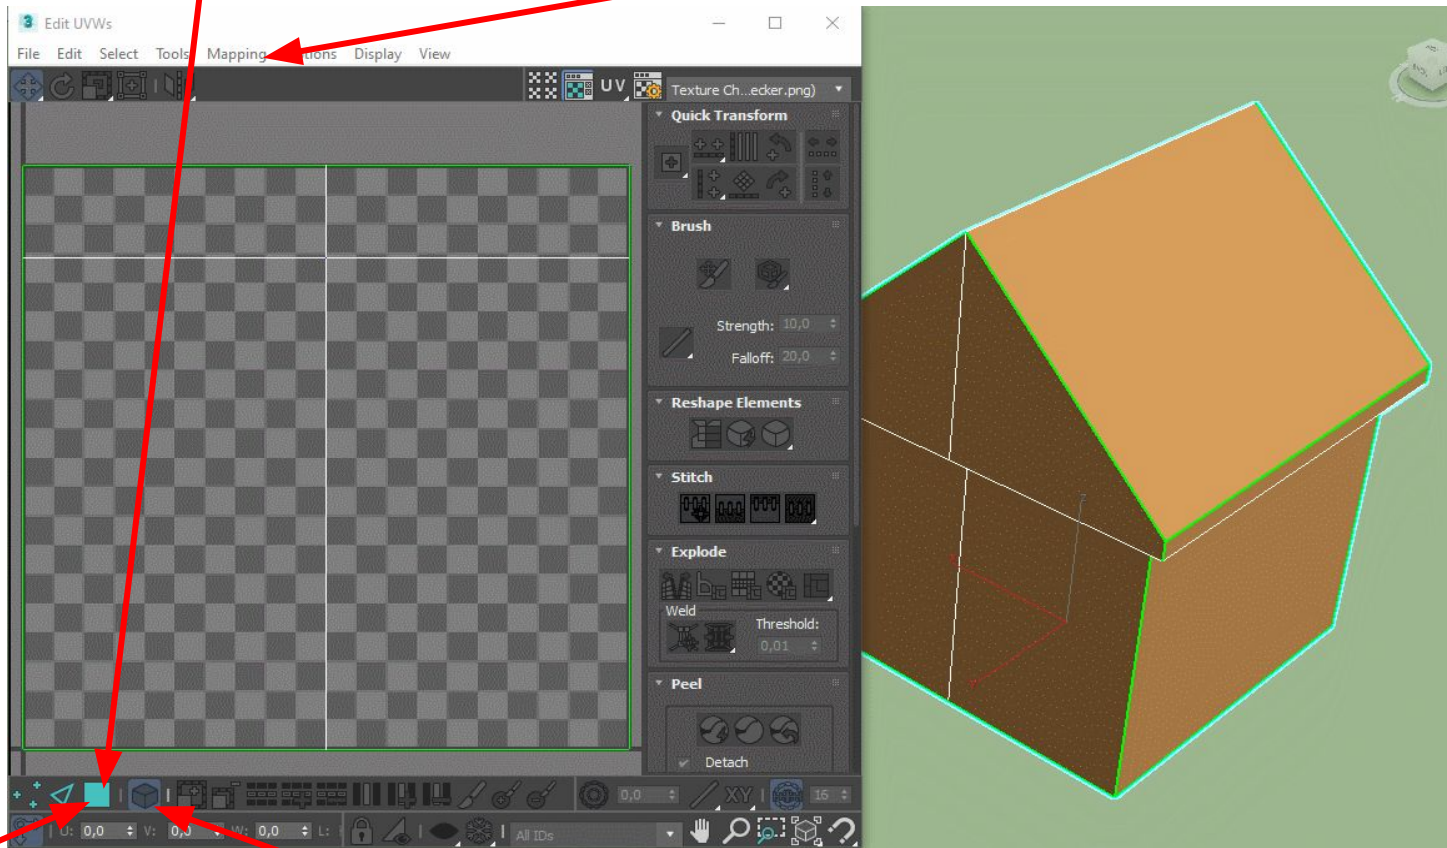 Edit UVWs
File Edit Select Tools Mapping Display View
UV Texture Ch...ecker.png)
Quick Transform
Brush
Strength: 10,0
Falloff: 20,0
Reshape Elements
Stitch
Explode
Weld
Threshold:
0,01
Peel
Detach
0,0 XY 16
U: 0,0 V: 0,0 W: 0,0 L: All IDs